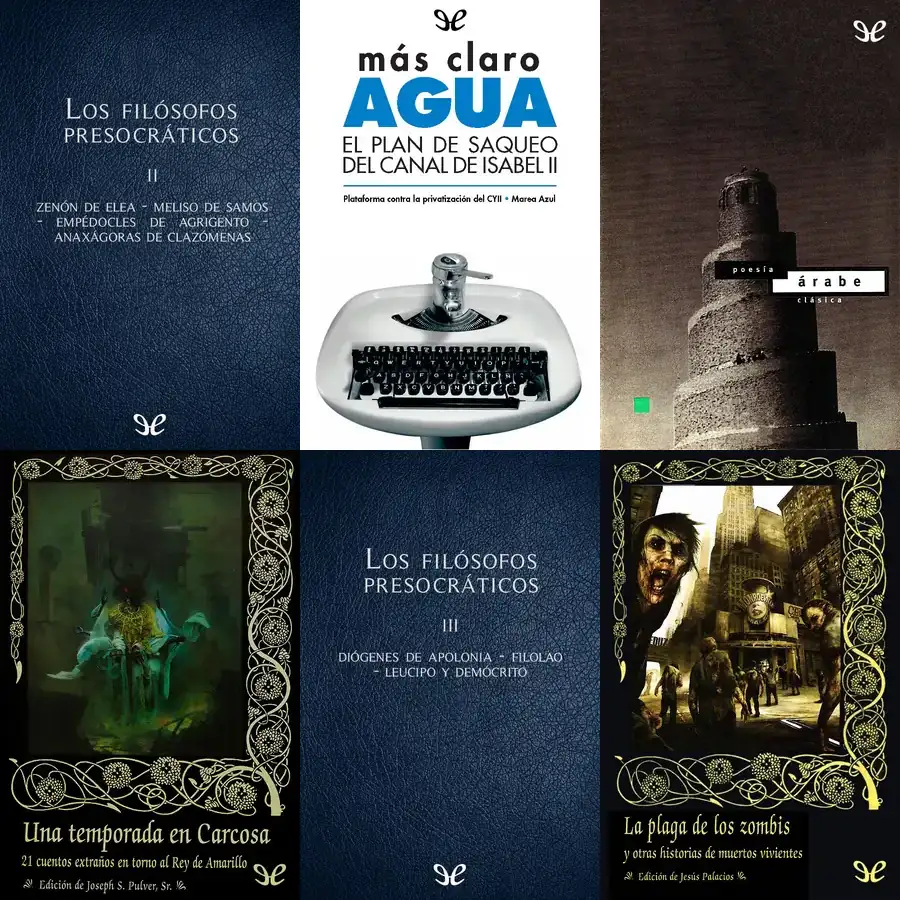 LOS FILÓSOFOS
PRESOCRÁTICOS
II
ZENÓN DE ELEA - MELISO DE SAMOS
- EMPÉDOCLES DE AGRIGENTO -
ANAXÁGORAS DE CLAZÓMENAS
más claro
AGUA
EL PLAN DE SAQUEO
DEL CANAL DE ISABEL II
Plataforma contra la privatización del CYII • Marea Azul
poesía
árabe
clásica
Una temporada en Carcosa
21 cuentos extraños en torno al Rey de Amarillo
Edición de Joseph S. Pulver, Sr.
LOS FILÓSOFOS
PRESOCRÁTICOS
III
DIÓGENES DE APOLONIA - FILOLAO
- LEUCIPO Y DEMÓCRITO
La plaga de los zombis
y otras historias de muertos vivientes
Edición de Jesús Palacios